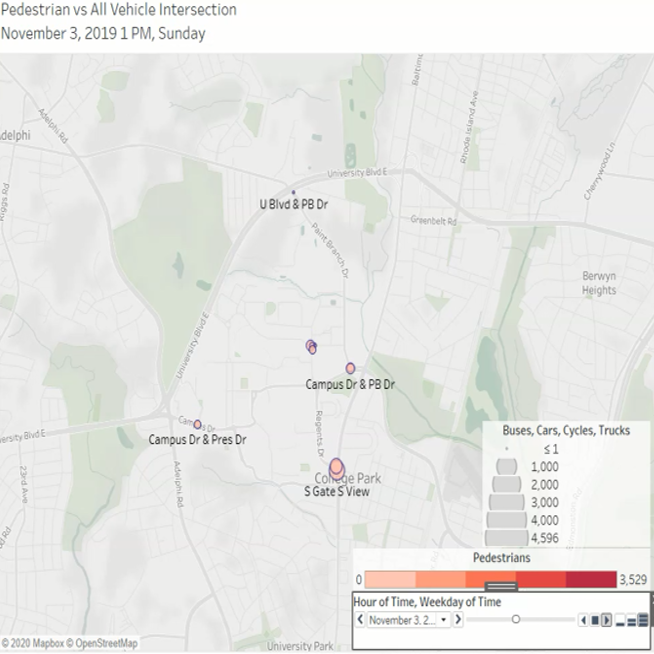 Pedestrian vs All Vehicle Intersection
November 3, 2019 1 PM, Sunday
Adelphi Rd
delphi
Riggs Rd
Rhode Island Ave
Cherrywood Ln
University Blvd E
U Blvd & PB Dr
Greenbelt Rd
Paint Branch Dr
Berwyn
Heights
University Blvd E
Campus Dr & PB Dr
Campus Dr
Campus Dr & Pres Dr
ersity Blvd E
Regents Dr
23rd Ave
Adelphi Rd
College Park
S Gate S View
Buses, Cars, Cycles, Trucks
≤ 1
1,000
2,000
3,000
4,000
4,596
Pedestrians
0 3,529
Hour of Time, Weekday of Time
November 3, 2...
© 2020 Mapbox © OpenStreetMap
University Park